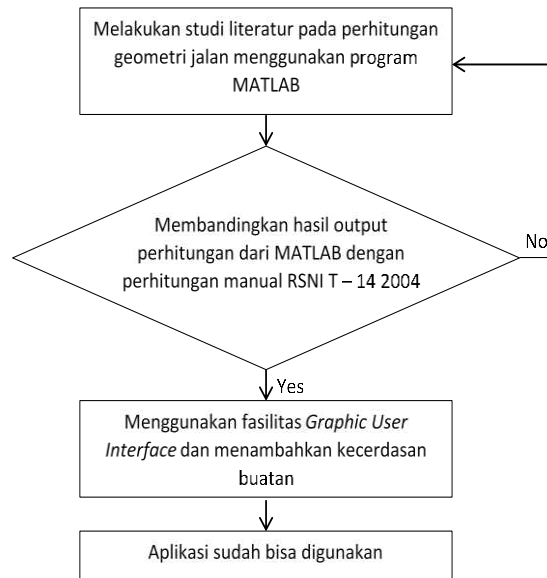 Melakukan studi literatur pada perhitungan
geometri jalan menggunakan program
MATLAB
Membandingkan hasil output
perhitungan dari MATLAB dengan
perhitungan manual RSNI T – 14 2004
No
Yes
Menggunakan fasilitas Graphic User
Interface dan menambahkan kecerdasan
buatan
Aplikasi sudah bisa digunakan